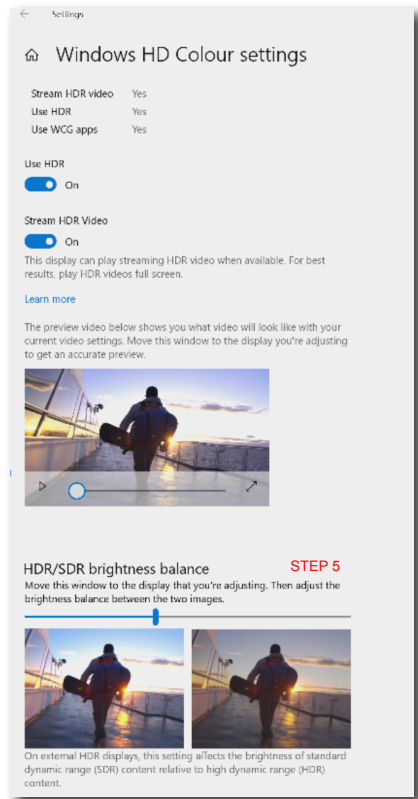 Settings
Windows HD Colour settings
Stream HDR video Yes
Use HDR Yes
Use WCG apps Yes
Use HDR
On
Stream HDR Video
On
This display can play streaming HDR video when available. For best
results, play HDR videos full screen.
Learn more
The preview video below shows you what video will look like with your
current video settings. Move this window to the display you're adjusting
to get an accurate preview.
HDR/SDR brightness balance STEP 5
Move this window to the display that you're adjusting. Then adjust the
brightness balance between the two images.
On external HDR displays, this setting affects the brightness of standard
dynamic range (SDR) content relative to high dynamic range (HDR)
content.